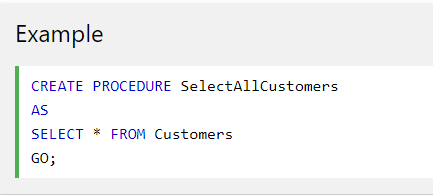 Example
CREATE PROCEDURE SelectAllCustomers
AS
SELECT * FROM Customers
GO;